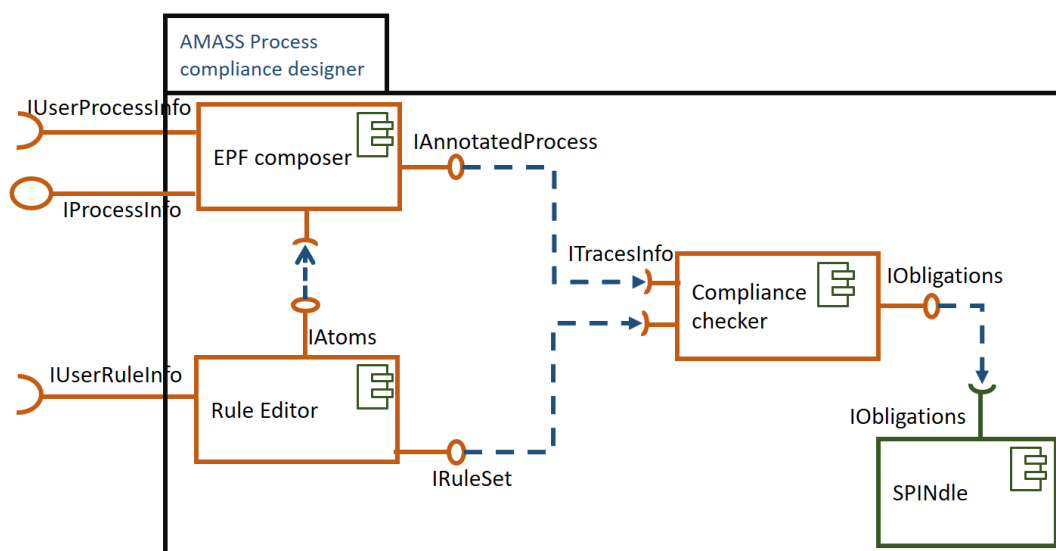 AMASS Process
compliance designer
IUserProcessInfo
EPF composer
IAnnotatedProcess
IProcessInfo
ITracesInfo
IObligations
Compliance
checker
IAtoms
IUserRuleInfo
Rule Editor
IObligations
IRuleSet
SPINdle